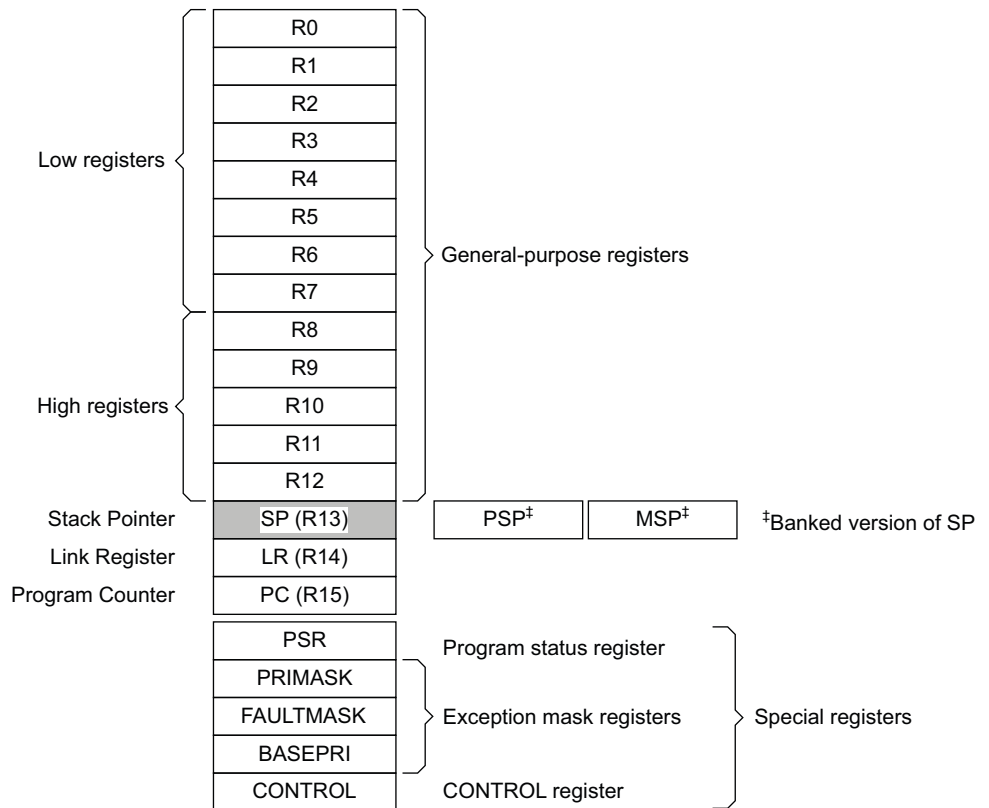 R0
R1
R2
R3
Low registers
R4
R5
R6
General-purpose registers
R7
R8
R9
High registers
R10
R11
R12
Stack Pointer SP (R13) PSP‡ MSP‡ ‡Banked version of SP
Link Register LR (R14)
Program Counter PC (R15)
PSR Program status register
PRIMASK
FAULTMASK Exception mask registers Special registers
BASEPRI
CONTROL CONTROL register